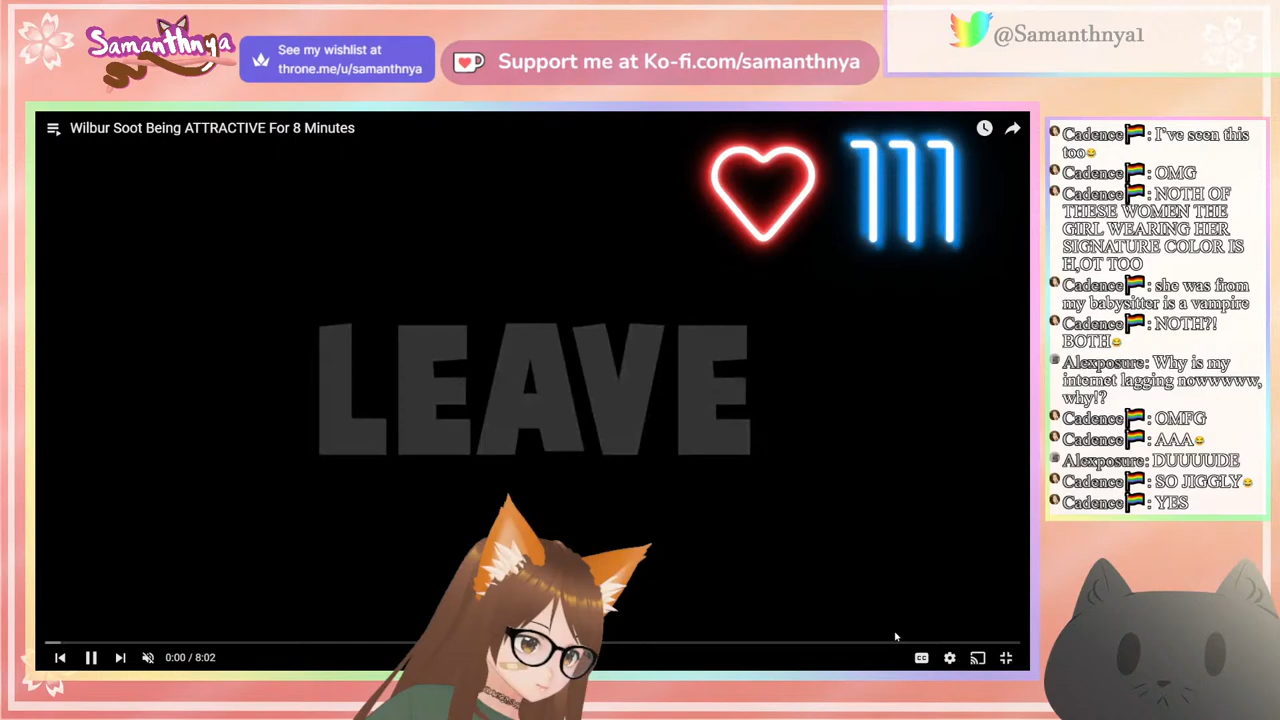 Samanthnya
See my wishlist at
throne.me/u/samanthnya
Support me at Ko-fi.com/samanthnya
@Samanthnya1
Wilbur Soot Being ATTRACTIVE For 8 Minutes
111
LEAVE
0:00 / 8:02
CC
Cadence: I've seen this
too
Cadence: OMG
Cadence: NOTH OF
THESE WOMEN THE
GIRL WEARING HER
SIGNATURE COLOR IS
H,OT TOO
Cadence: she was from
my babysitter is a vampire
Cadence: NOTH?!
BOTH
Alexposure: Why is my
internet lagging nowwwww,
why!?
Cadence: OMFG
Cadence: AAA
Alexposure: DUUUUDE
Cadence: SO JIGGLY
Cadence: YES